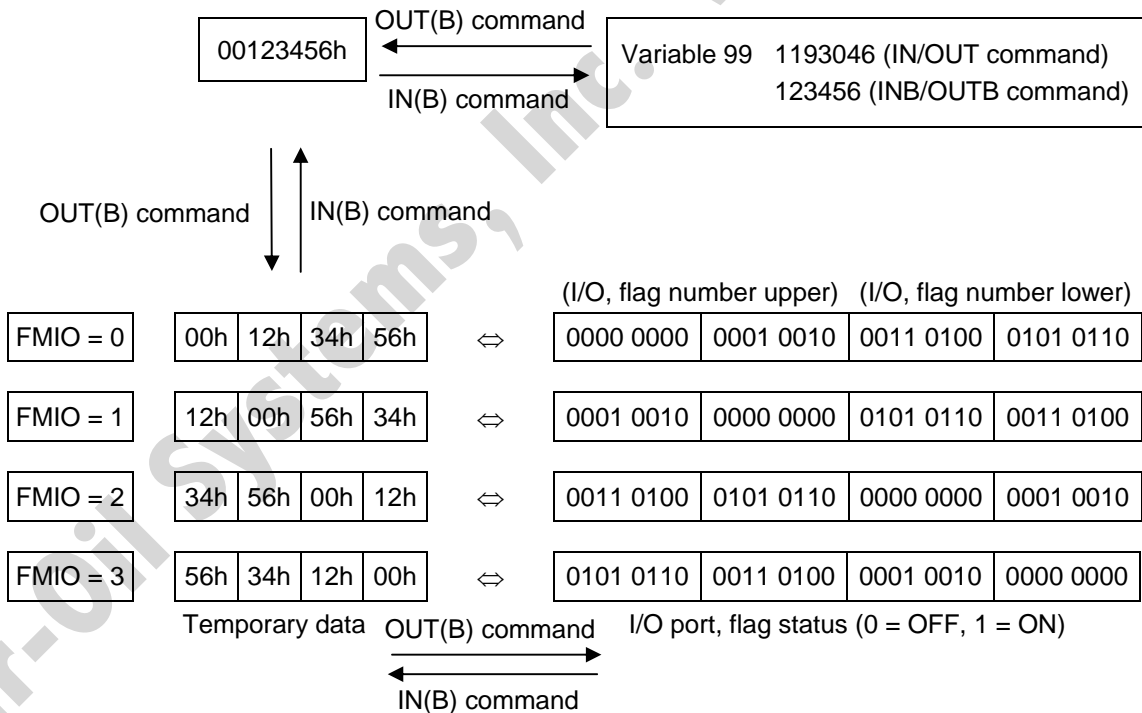 OUT(B) command
00123456h
Variable 99 1193046 (IN/OUT command)
123456 (INB/OUTB command)
IN(B) command
OUT(B) command
IN(B) command
(I/O, flag number upper) (I/O, flag number lower)
FMIO = 0 00h 12h 34h 56h ⇔ 0000 0000 0001 0010 0011 0100 0101 0110
FMIO = 1 12h 00h 56h 34h ⇔ 0001 0010 0000 0000 0101 0110 0011 0100
FMIO = 2 34h 56h 00h 12h ⇔ 0011 0100 0101 0110 0000 0000 0001 0010
FMIO = 3 56h 34h 12h 00h ⇔ 0101 0110 0011 0100 0001 0010 0000 0000
Temporary data OUT(B) command I/O port, flag status (0 = OFF, 1 = ON)
IN(B) command
r-Oil Systems, Inc.